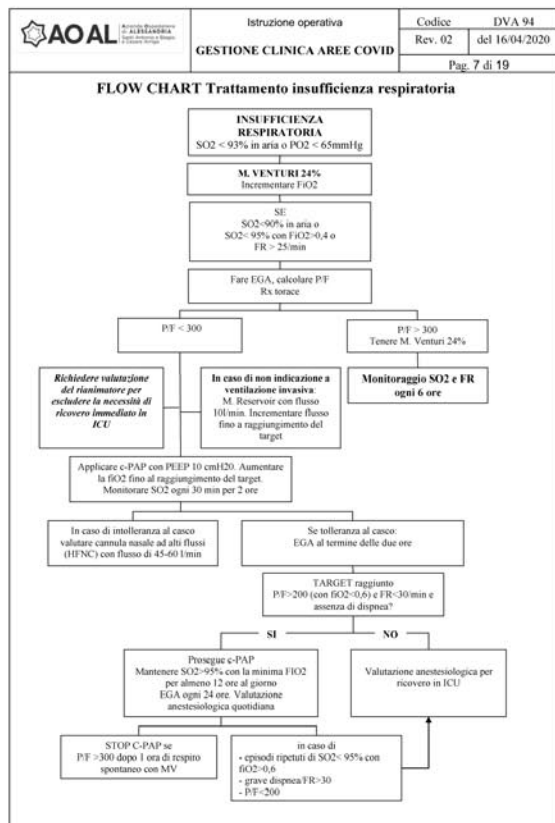 AO AL
Azienda Ospedaliera
di ALESSANDRIA
Istruzione operativa
GESTIONE CLINICA AREE COVID
Codice
DVA 94
Rev. 02
del 16/04/2020
Pag. 7 di 19
FLOW CHART Trattamento insufficienza respiratoria
INSUFFICIENZA
RESPIRATORIA
SO2 < 93% in aria o PO2 < 65mmHg
M. VENTURI 24%
Incrementare FiO2
SE
SO2<90% in aria o
SO2< 95% con FiO2>0,4 o
FR > 25/min
Fare EGA, calcolare P/F
Rx torace
P/F < 300
P/F > 300
Tenere M. Venturi 24%
Richiedere valutazione
del rianimatore per
escludere la necessità di
ricovero immediato in
ICU
In caso di non indicazione a
ventilazione invasiva:
M. Reservoir con flusso
10l/min. Incrementare flusso
fino a raggiungimento del
target
Monitoraggio SO2 e FR
ogni 6 ore
Applicare c-PAP con PEEP 10 cmH20. Aumentare
la fiO2 fino al raggiungimento del target.
Monitorare SO2 ogni 30 min per 2 ore
In caso di intolleranza al casco
valutare cannula nasale ad alti flussi
(HFNC) con flusso di 45-60 l/min
Se tolleranza al casco:
EGA al termine delle due ore
TARGET raggiunto
P/F>200 (con fiO2<0,6) e FR<30/min e
assenza di dispnea?
SI
NO
Prosegue c-PAP
Mantenere SO2>95% con la minima FIO2
per almeno 12 ore al giorno
EGA ogni 24 ore. Valutazione
anestesiologica quotidiana
Valutazione anestesiologica per
ricovero in ICU
STOP C-PAP se
P/F >300 dopo 1 ora di respiro
spontaneo con MV
in caso di
- episodi ripetuti di SO2< 95% con
fiO2>0,6
- grave dispnea/FR>30
- P/F<200